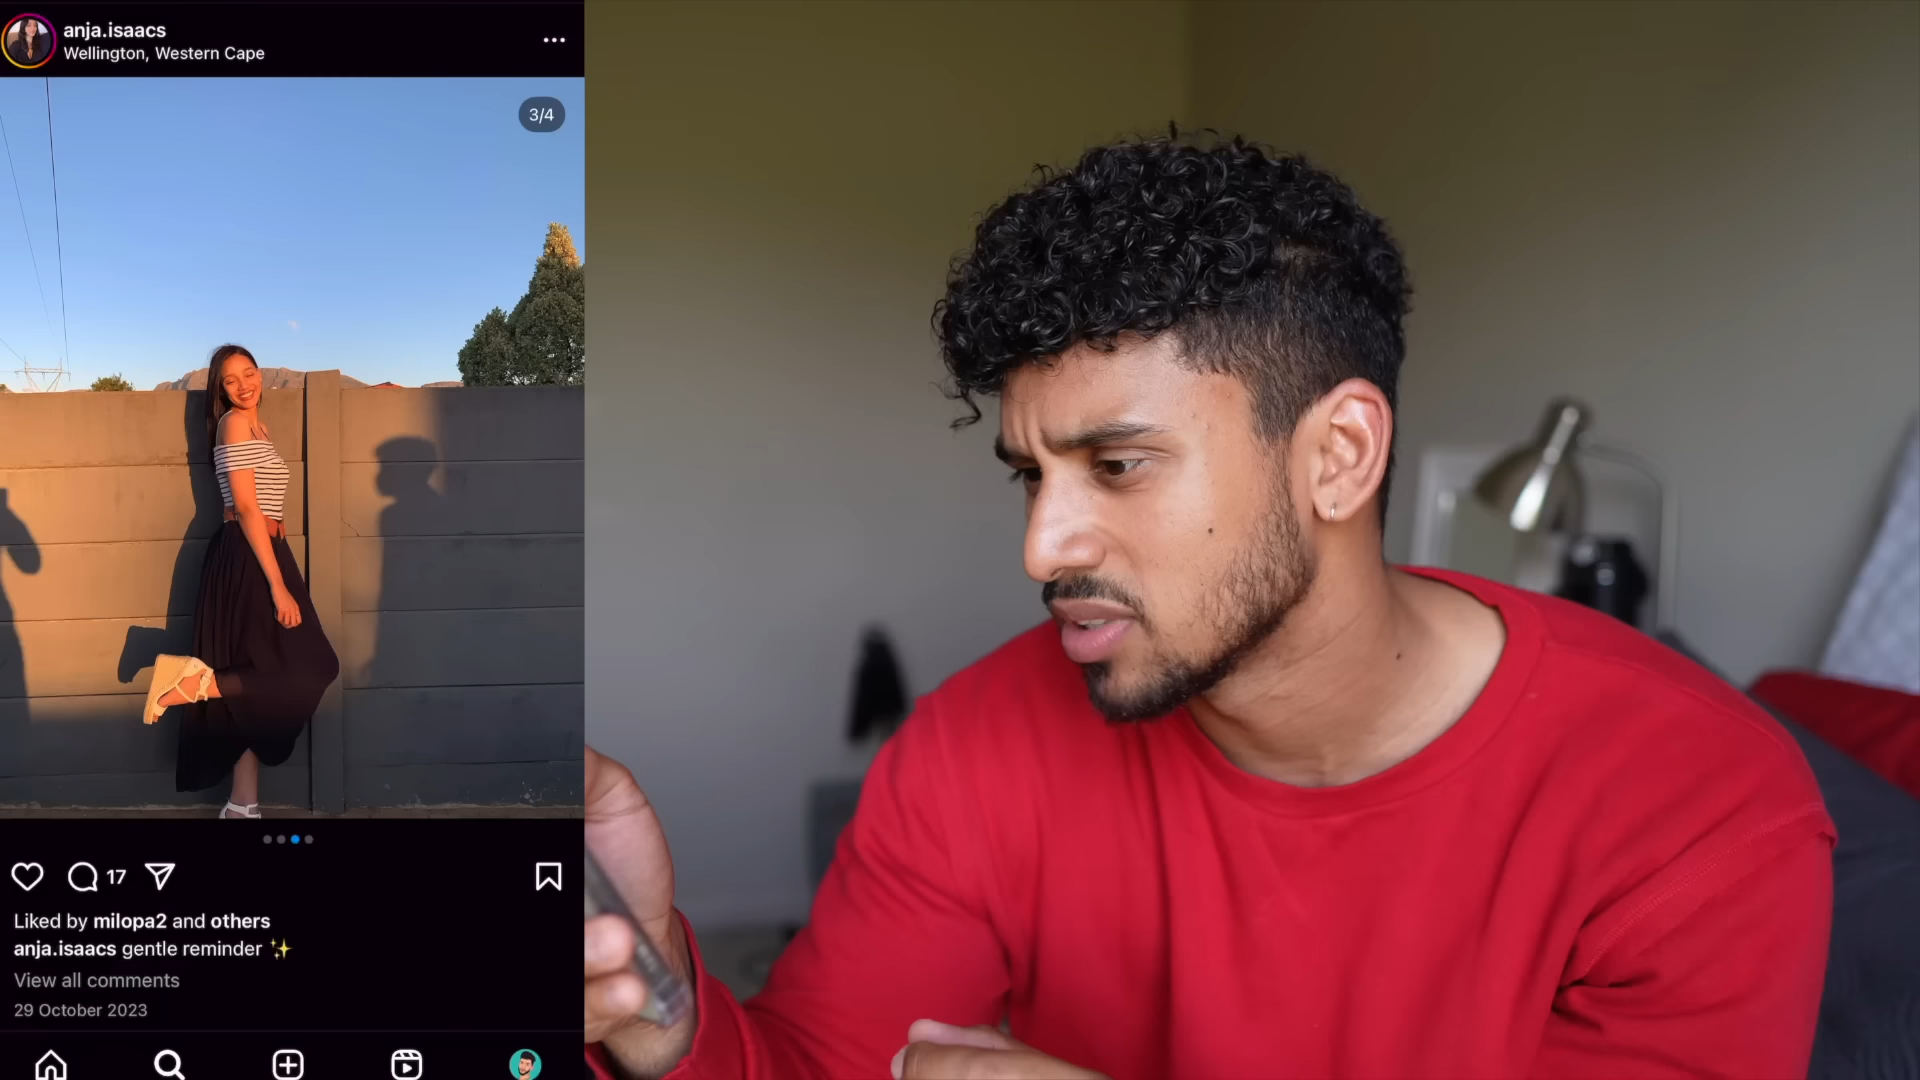 anja.isaacs
Wellington, Western Cape
3/4
17
Liked by milopa2 and others
anja.isaacs gentle reminder ✨
View all comments
29 October 2023